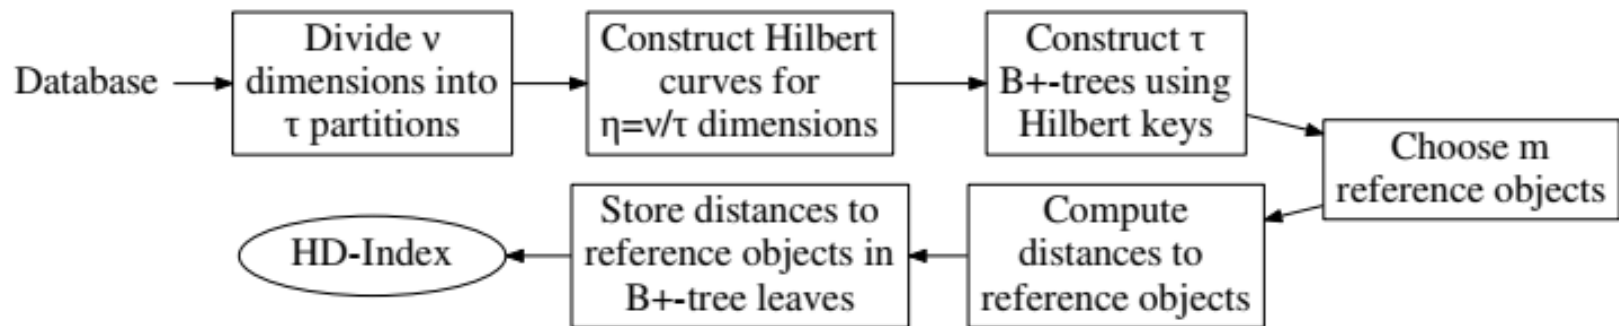 Database
Divide ν
dimensions into
τ partitions
Construct Hilbert
curves for
η=ν/τ dimensions
Construct τ
B+-trees using
Hilbert keys
Choose m
reference objects
Compute
distances to
reference objects
Store distances to
reference objects in
B+-tree leaves
HD-Index